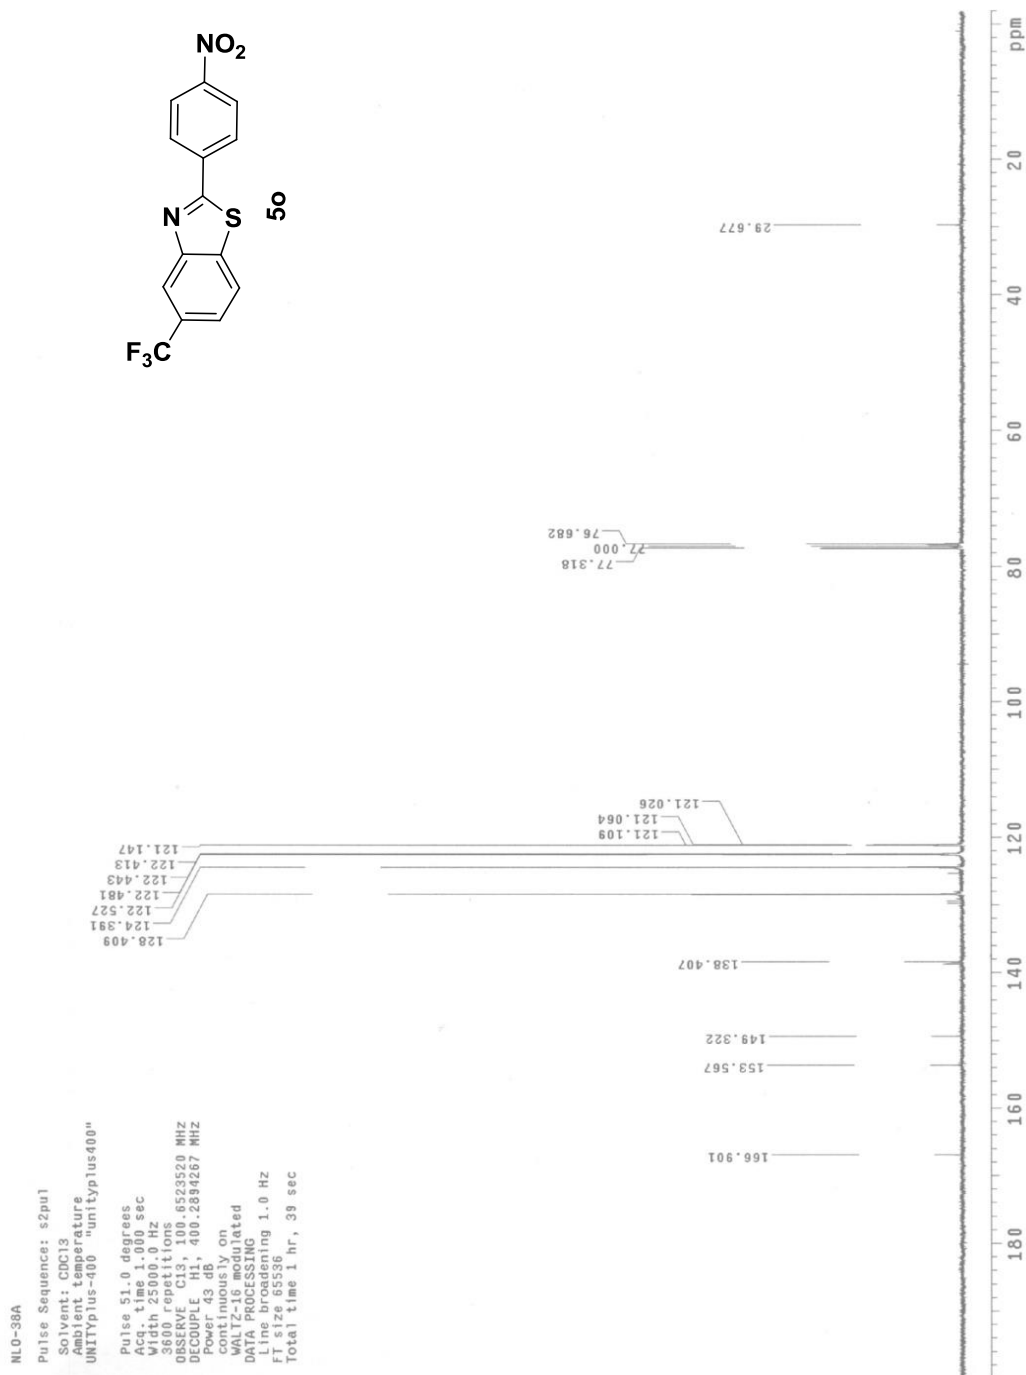 NLO-38A
Pulse Sequence: s2pul
Solvent: CDCl3
Ambient temperature
UNITYplus-400 "unityplus400"
Pulse 51.0 degrees
Acq. time 1.000 sec
Width 25000.0 Hz
3600 repetitions
OBSERVE C13, 100.6523520 MHz
DECOUPLE H1, 400.2894267 MHz
Power 43 dB
continuously on
WALTZ-16 modulated
DATA PROCESSING
Line broadening 1.0 Hz
FT size 65536
Total time 1 hr, 39 sec
NO2
N
S
5o
F3C
166.901
153.567
149.322
138.407
128.409
124.391
122.527
122.481
122.443
122.413
121.147
121.109
121.064
121.026
77.318
77.000
76.682
29.677
180
160
140
120
100
80
60
40
20
ppm